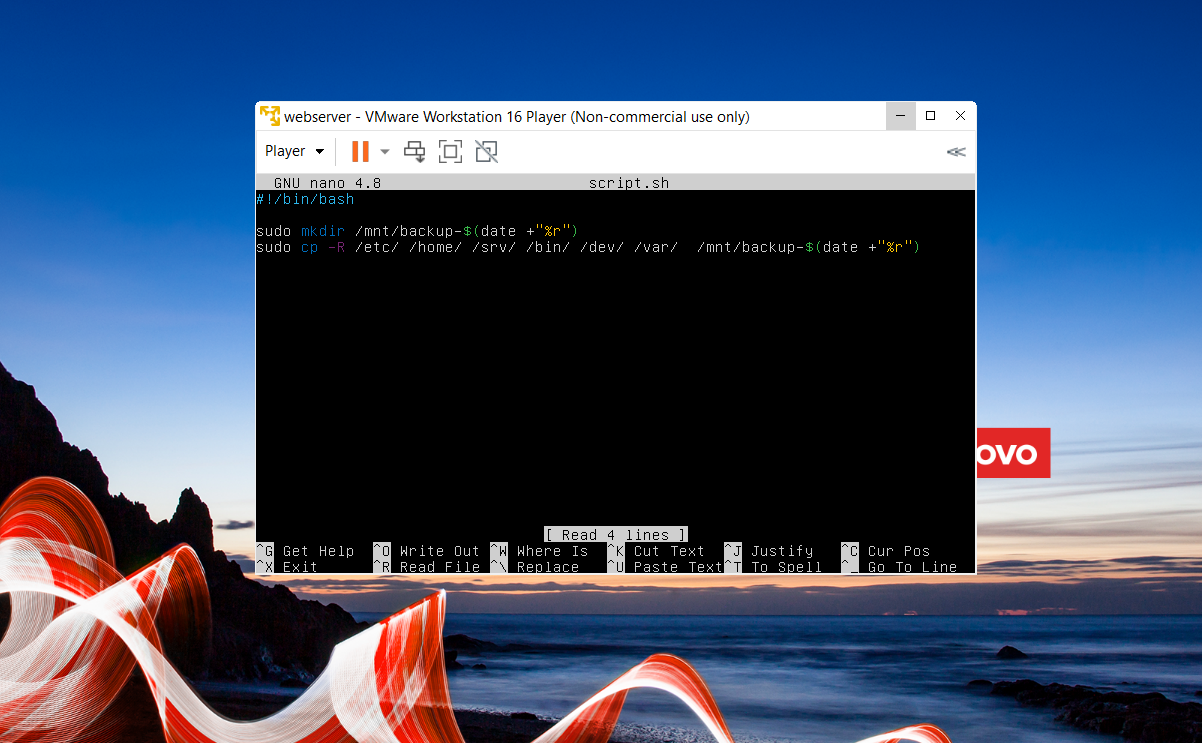 webserver - VMware Workstation 16 Player (Non-commercial use only)
Player
GNU nano 4.8 script.sh
#!/bin/bash
sudo mkdir /mnt/backup-$(date +"%r")
sudo cp -R /etc/ /home/ /srv/ /bin/ /dev/ /var/  /mnt/backup-$(date +"%r")
ovo
[ Read 4 lines ]
^G Get Help ^O Write Out ^W Where Is ^K Cut Text ^J Justify ^C Cur Pos
^X Exit ^R Read File ^\ Replace ^U Paste Text ^T To Spell ^_ Go To Line